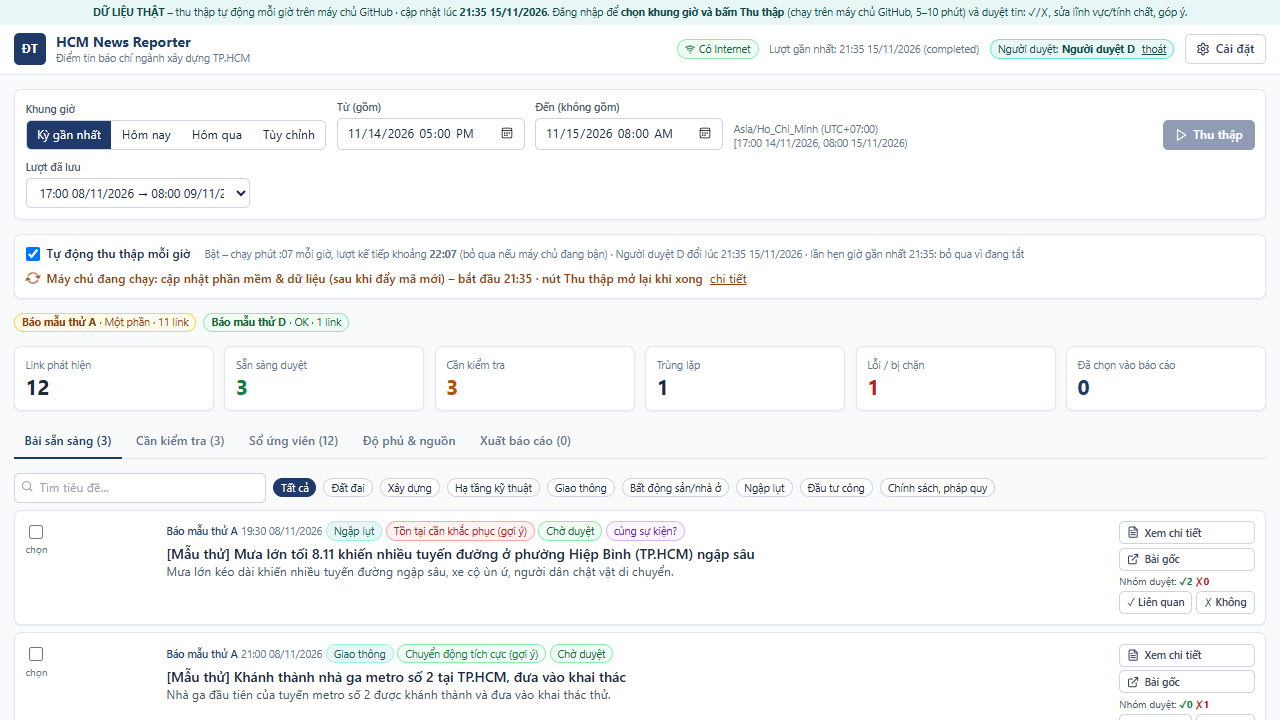 DỮ LIỆU THẬT – thu thập tự động mỗi giờ trên máy chủ GitHub · cập nhật lúc 21:35 15/11/2026. Đăng nhập để chọn khung giờ và bấm Thu thập (chạy trên máy chủ GitHub, 5–10 phút) và duyệt tin: ✓/✗, sửa lĩnh vực/tính chất, góp ý.
ĐT
HCM News Reporter
Điểm tin báo chí ngành xây dựng TP.HCM
Có Internet
Lượt gần nhất: 21:35 15/11/2026 (completed)
Người duyệt: Người duyệt D thoát
Cài đặt
Khung giờ
Kỳ gần nhất
Hôm nay
Hôm qua
Tùy chỉnh
Từ (gồm)
11/14/2026 05:00 PM
Đến (không gồm)
11/15/2026 08:00 AM
Asia/Ho_Chi_Minh (UTC+07:00)
[17:00 14/11/2026, 08:00 15/11/2026)
Thu thập
Lượt đã lưu
17:00 08/11/2026 → 08:00 09/11/2
Tự động thu thập mỗi giờ Bật – chạy phút :07 mỗi giờ, lượt kế tiếp khoảng 22:07 (bỏ qua nếu máy chủ đang bận) · Người duyệt D đổi lúc 21:35 15/11/2026 · lần hẹn giờ gần nhất 21:35: bỏ qua vì đang tắt
Máy chủ đang chạy: cập nhật phần mềm & dữ liệu (sau khi đẩy mã mới) – bắt đầu 21:35 · nút Thu thập mở lại khi xong chi tiết
Báo mẫu thử A · Một phần · 11 link
Báo mẫu thử D · OK · 1 link
Link phát hiện
12
Sẵn sàng duyệt
3
Cần kiểm tra
3
Trùng lặp
1
Lỗi / bị chặn
1
Đã chọn vào báo cáo
0
Bài sẵn sàng (3)
Cần kiểm tra (3)
Sổ ứng viên (12)
Độ phủ & nguồn
Xuất báo cáo (0)
Tìm tiêu đề...
Tất cả
Đất đai
Xây dựng
Hạ tầng kỹ thuật
Giao thông
Bất động sản/nhà ở
Ngập lụt
Đầu tư công
Chính sách, pháp quy
chọn
Báo mẫu thử A 19:30 08/11/2026 Ngập lụt Tồn tại cần khắc phục (gợi ý) Chờ duyệt cùng sự kiện?
[Mẫu thử] Mưa lớn tối 8.11 khiến nhiều tuyến đường ở phường Hiệp Bình (TP.HCM) ngập sâu
Mưa lớn kéo dài khiến nhiều tuyến đường ngập sâu, xe cộ ùn ứ, người dân chật vật di chuyển.
Xem chi tiết
Bài gốc
Nhóm duyệt: ✓2 ✗0
✓ Liên quan
✗ Không
chọn
Báo mẫu thử A 21:00 08/11/2026 Giao thông Chuyển động tích cực (gợi ý) Chờ duyệt
[Mẫu thử] Khánh thành nhà ga metro số 2 tại TP.HCM, đưa vào khai thác
Nhà ga đầu tiên của tuyến metro số 2 được khánh thành và đưa vào khai thác thử.
Xem chi tiết
Bài gốc
Nhóm duyệt: ✓0 ✗1